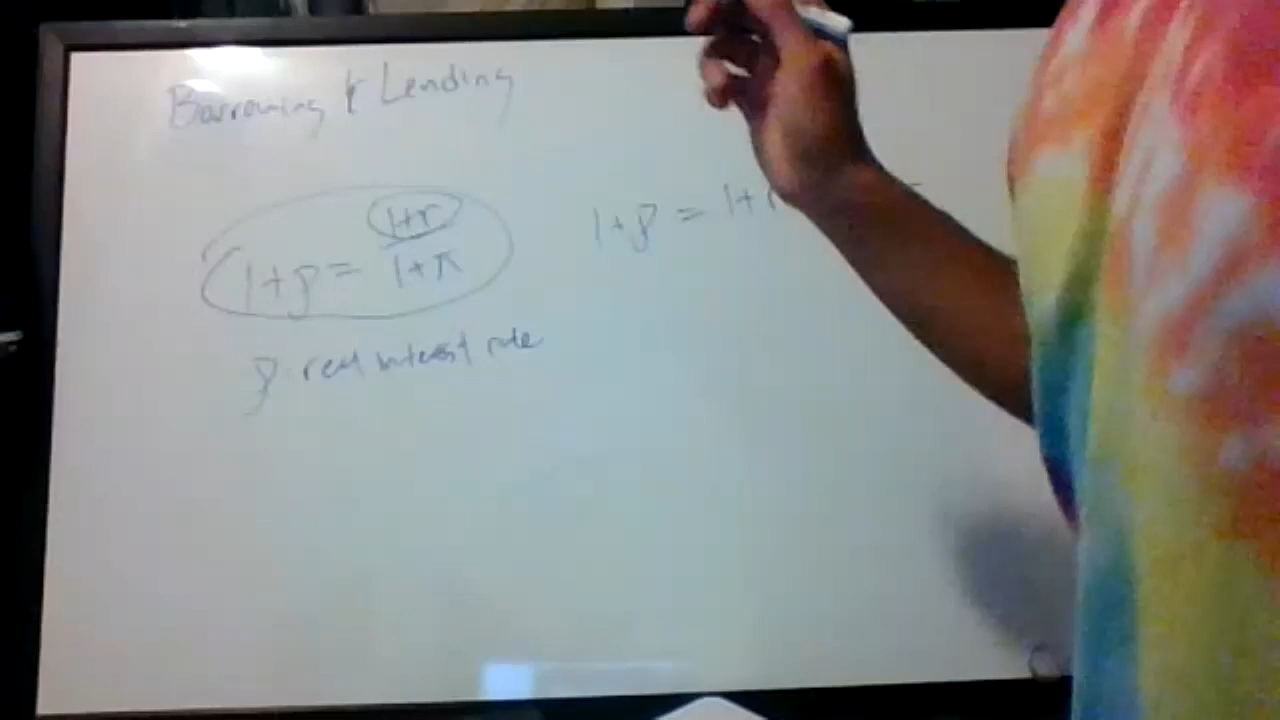 Borrowing & Lending
1+ρ = 1+r / 1+π
1+ρ = 1+r
ρ real interest rate